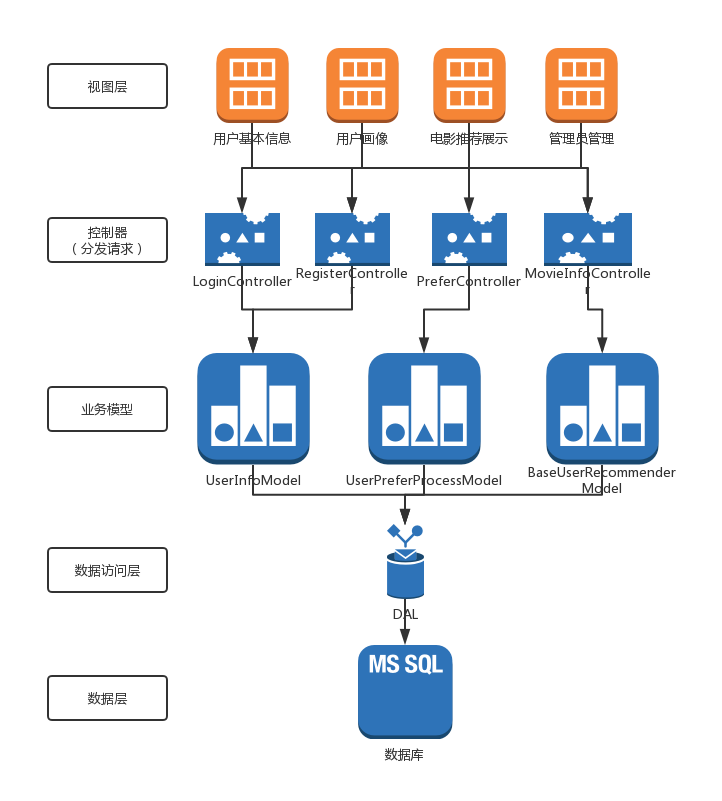 视图层
用户基本信息
用户画像
电影推荐展示
管理员管理
控制器
（分发请求）
LoginController
RegisterControlle
r
PreferController
MovieInfoControlle
r
业务模型
UserInfoModel
UserPreferProcessModel
BaseUserRecommender
Model
数据访问层
DAL
数据层
MS SQL
数据库